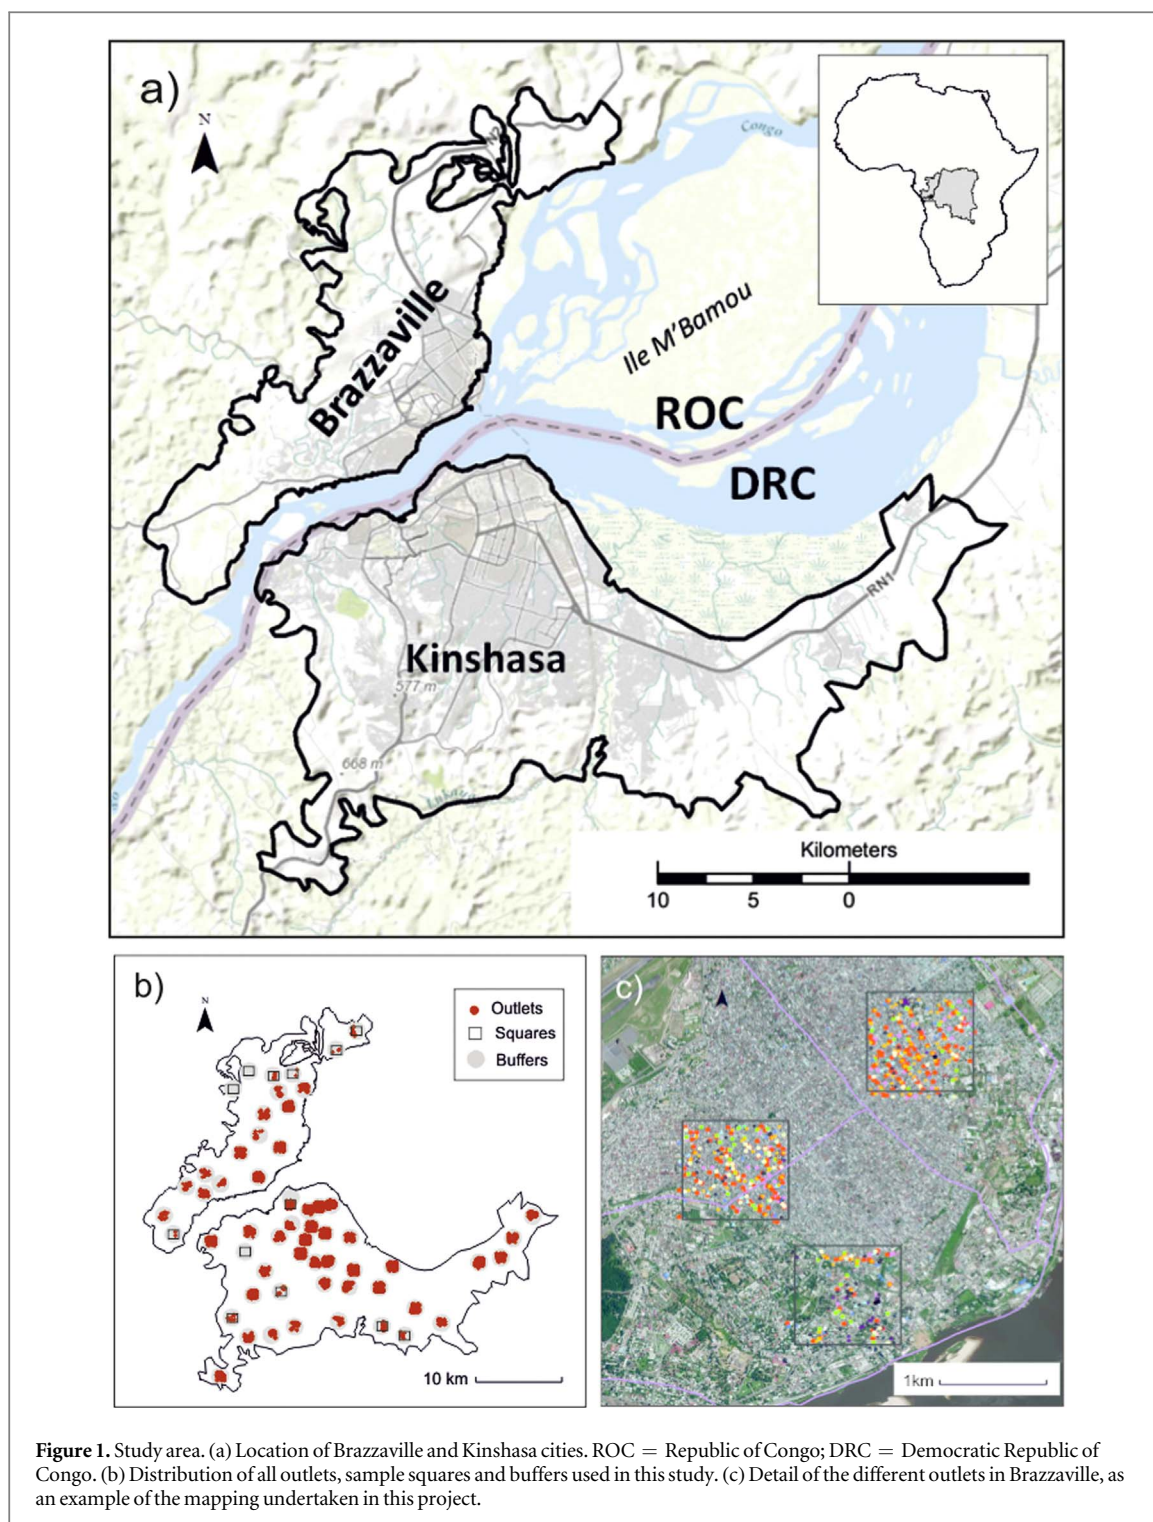 a)
N
Congo
N2
Brazzaville
Ile M'Bamou
ROC
DRC
RN1
Kinshasa
577 m
668 m
Kilometers
10 5 0
b)
N
Outlets
Squares
Buffers
10 km
c)
1km
Figure 1. Study area. (a) Location of Brazzaville and Kinshasa cities. ROC = Republic of Congo; DRC = Democratic Republic of
Congo. (b) Distribution of all outlets, sample squares and buffers used in this study. (c) Detail of the different outlets in Brazzaville, as
an example of the mapping undertaken in this project.